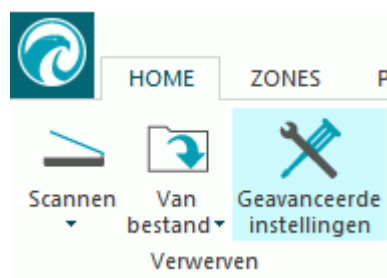 HOME ZONES P
Scannen Van bestand Geavanceerde instellingen
Verwerven